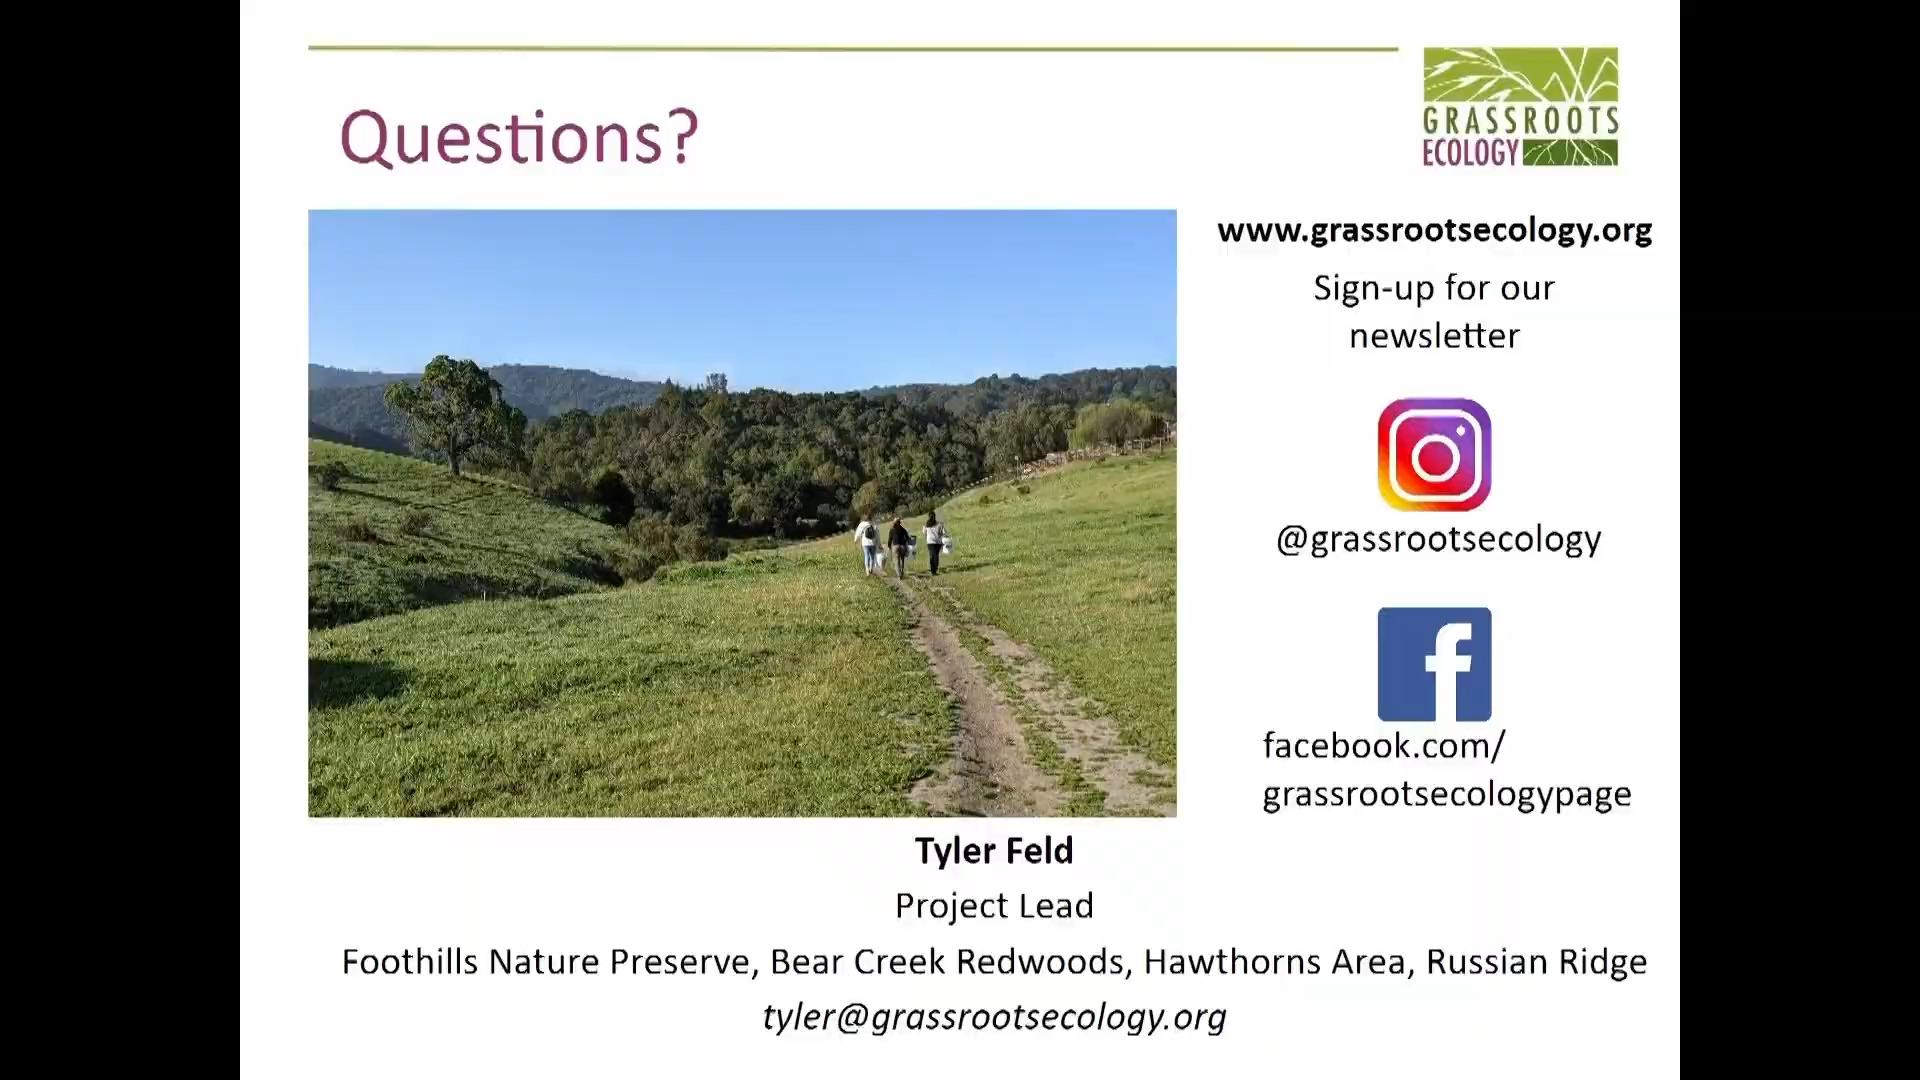 Questions?
GRASSROOTS
ECOLOGY
www.grassrootsecology.org
Sign-up for our
newsletter
@grassrootsecology
facebook.com/
grassrootsecologypage
Tyler Feld
Project Lead
Foothills Nature Preserve, Bear Creek Redwoods, Hawthorns Area, Russian Ridge
tyler@grassrootsecology.org